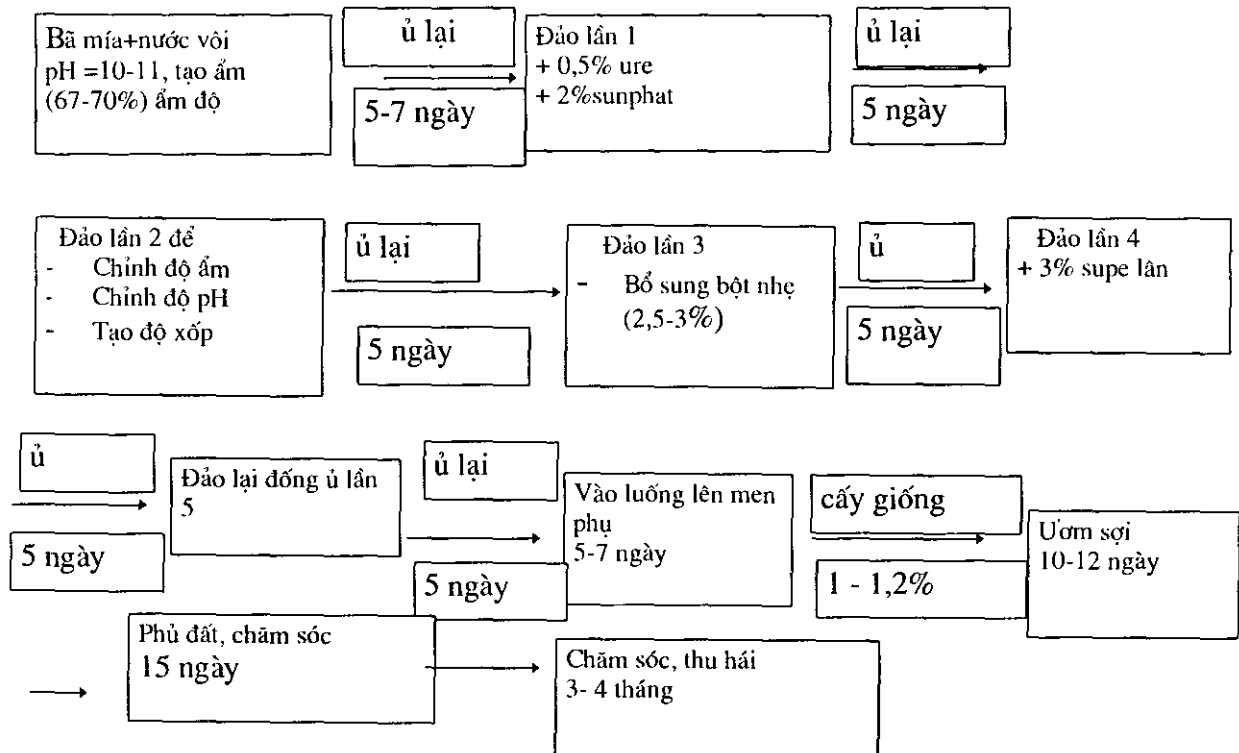 Bã mía+nước vôi
pH =10-11, tạo ẩm
(67-70%) ẩm độ
ủ lại
5-7 ngày
Đảo lần 1
+ 0,5% ure
+ 2%sunphat
ủ lại
5 ngày
Đảo lần 2 để
- Chỉnh độ ẩm
- Chỉnh độ pH
- Tạo độ xốp
ủ lại
5 ngày
Đảo lần 3
- Bổ sung bột nhẹ
(2,5-3%)
ủ
5 ngày
Đảo lần 4
+ 3% supe lân
ủ
5 ngày
Đảo lại đống ủ lần
5
ủ lại
5 ngày
Vào luống lên men
phụ
5-7 ngày
cấy giống
1 - 1,2%
Ươm sợi
10-12 ngày
Phủ đất, chăm sóc
15 ngày
Chăm sóc, thu hái
3- 4 tháng